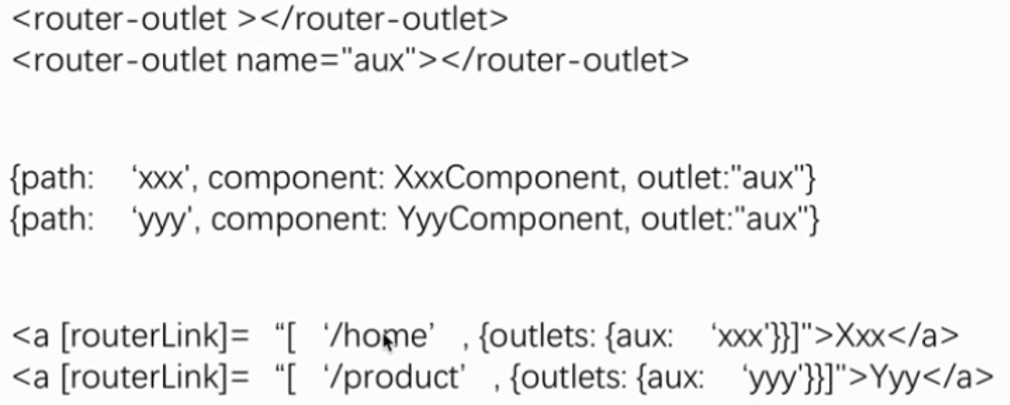 <router-outlet ></router-outlet>
<router-outlet name="aux"></router-outlet>
{path: ‘xxx', component: XxxComponent, outlet:"aux"}
{path: ‘yyy', component: YyyComponent, outlet:"aux"}
<a [routerLink]= “[ ‘/home’ , {outlets: {aux: ‘xxx'}}]">Xxx</a>
<a [routerLink]= “[ ‘/product’ , {outlets: {aux: ‘yyy'}}]">Yyy</a>